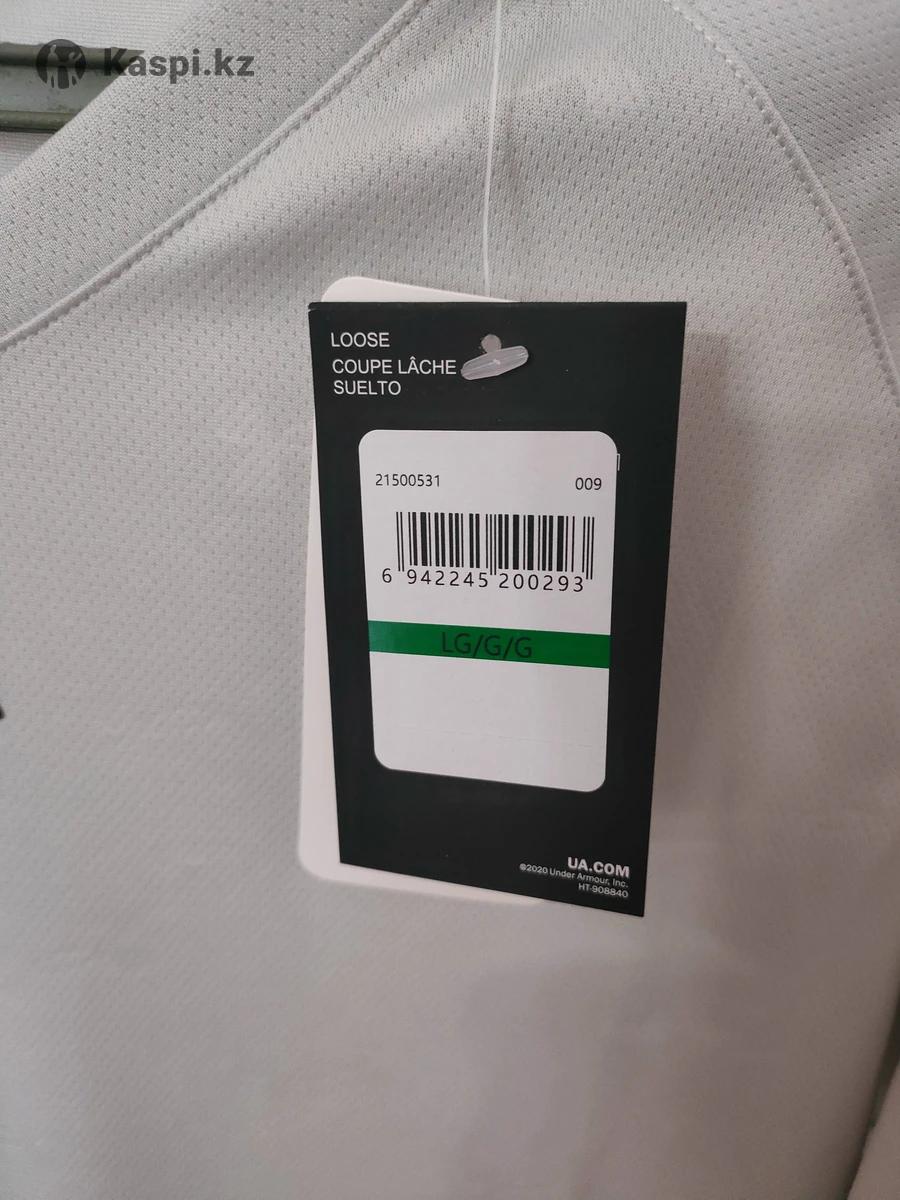 Kaspi.kz
LOOSE
COUPE LÂCHE
SUELTO
21500531 009
6 942245 200293
LG/G/G
UA.COM
©2020 Under Armour, Inc.
HT-908840